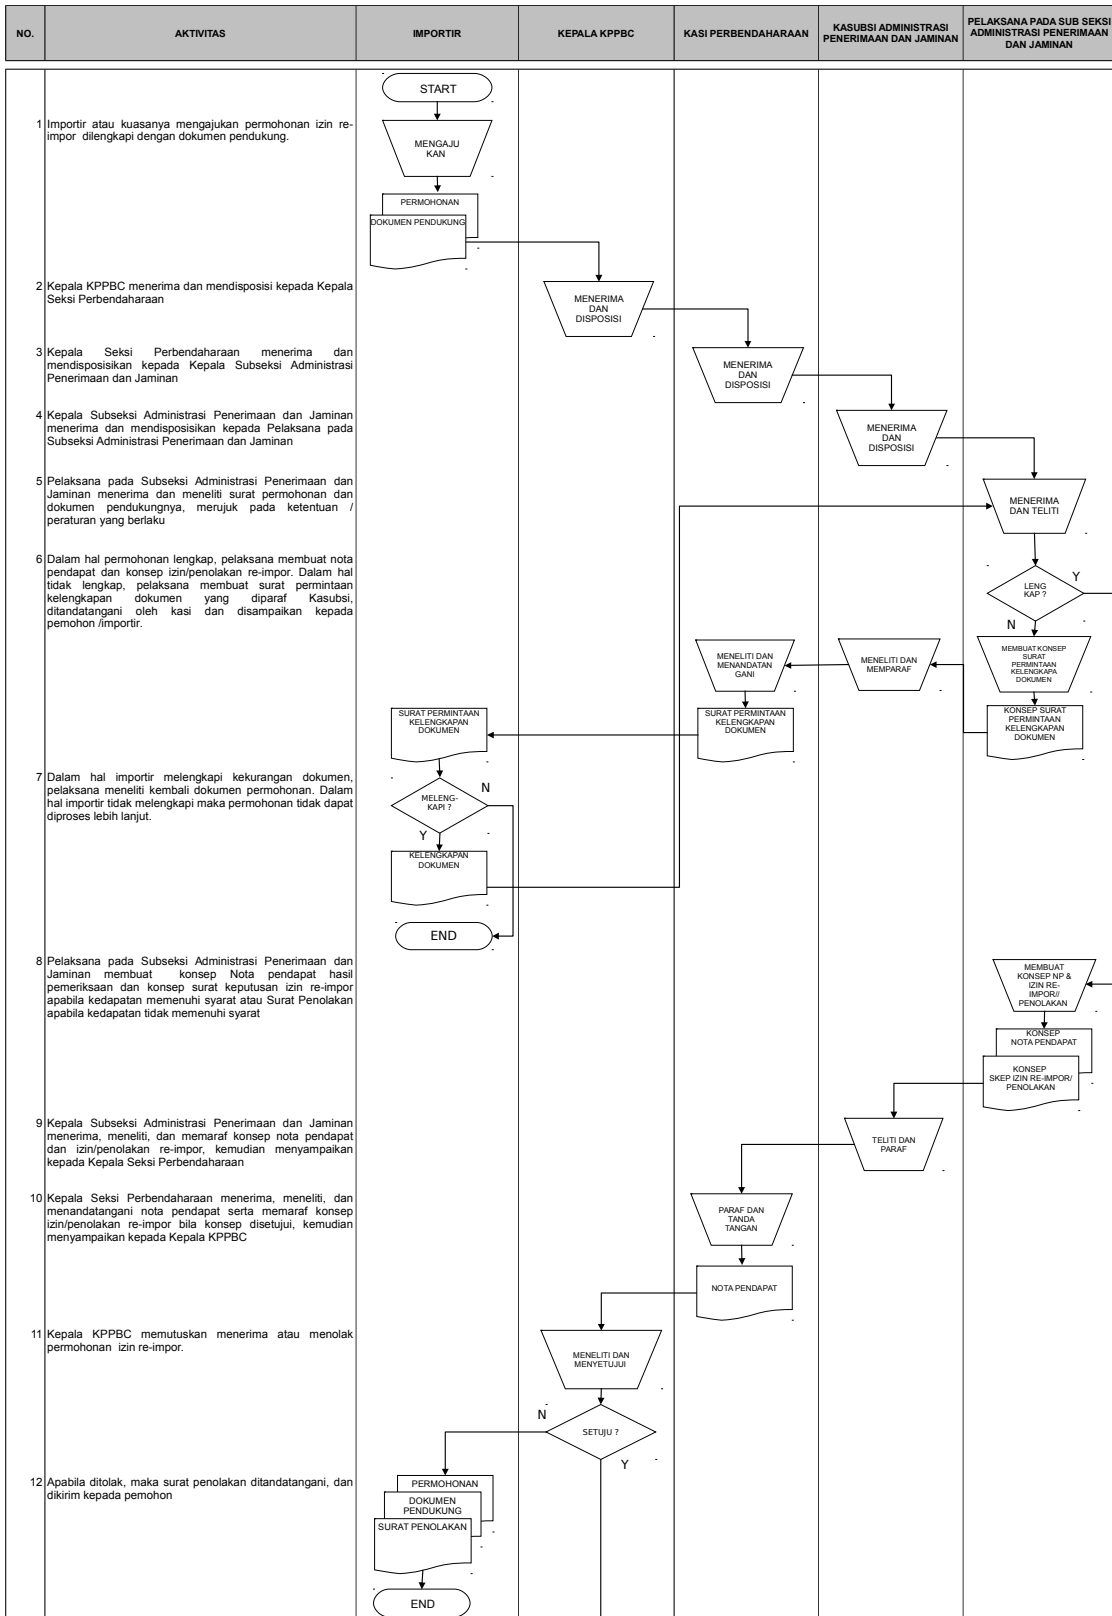 NO.
AKTIVITAS
IMPORTIR
KEPALA KPPBC
KASI PERBENDAHARAAN
KASUBSI ADMINISTRASI
PENERIMAAN DAN JAMINAN
PELAKSANA PADA SUB SEKSI
ADMINISTRASI PENERIMAAN
DAN JAMINAN
START
1 Importir atau kuasanya mengajukan permohonan izin re-
impor dilengkapi dengan dokumen pendukung.
MENGAJU
KAN
PERMOHONAN
DOKUMEN PENDUKUNG
2 Kepala KPPBC menerima dan mendisposisi kepada Kepala
Seksi Perbendaharaan
MENERIMA
DAN
DISPOSISI
3 Kepala Seksi Perbendaharaan menerima dan
mendisposisikan kepada Kepala Subseksi Administrasi
Penerimaan dan Jaminan
MENERIMA
DAN
DISPOSISI
4 Kepala Subseksi Administrasi Penerimaan dan Jaminan
menerima dan mendisposisikan kepada Pelaksana pada
Subseksi Administrasi Penerimaan dan Jaminan
MENERIMA
DAN
DISPOSISI
5 Pelaksana pada Subseksi Administrasi Penerimaan dan
Jaminan menerima dan meneliti surat permohonan dan
dokumen pendukungnya, merujuk pada ketentuan /
peraturan yang berlaku
MENERIMA
DAN TELITI
6 Dalam hal permohonan lengkap, pelaksana membuat nota
pendapat dan konsep izin/penolakan re-impor. Dalam hal
tidak lengkap, pelaksana membuat surat permintaan
kelengkapan dokumen yang diparaf Kasubsi,
ditandatangani oleh kasi dan disampaikan kepada
pemohon /importir.
LENG
KAP ?
Y
N
MEMBUAT KONSEP
SURAT
PERMINTAAN
KELENGKAPA
DOKUMEN
MENELITI DAN
MEMPARAF
MENELITI DAN
MENANDATAN
GANI
KONSEP SURAT
PERMINTAAN
KELENGKAPAN
DOKUMEN
SURAT PERMINTAAN
KELENGKAPAN
DOKUMEN
SURAT PERMINTAAN
KELENGKAPAN
DOKUMEN
7 Dalam hal importir melengkapi kekurangan dokumen,
pelaksana meneliti kembali dokumen permohonan. Dalam
hal importir tidak melengkapi maka permohonan tidak dapat
diproses lebih lanjut.
MELENG-
KAPI ?
N
Y
KELENGKAPAN
DOKUMEN
END
8 Pelaksana pada Subseksi Administrasi Penerimaan dan
Jaminan membuat konsep Nota pendapat hasil
pemeriksaan dan konsep surat keputusan izin re-impor
apabila kedapatan memenuhi syarat atau Surat Penolakan
apabila kedapatan tidak memenuhi syarat
MEMBUAT
KONSEP NP &
IZIN RE-
IMPOR//
PENOLAKAN
KONSEP
NOTA PENDAPAT
KONSEP
SKEP IZIN RE-IMPOR/
PENOLAKAN
9 Kepala Subseksi Administrasi Penerimaan dan Jaminan
menerima, meneliti, dan memaraf konsep nota pendapat
dan izin/penolakan re-impor, kemudian menyampaikan
kepada Kepala Seksi Perbendaharaan
TELITI DAN
PARAF
10 Kepala Seksi Perbendaharaan menerima, meneliti, dan
menandatangani nota pendapat serta memaraf konsep
izin/penolakan re-impor bila konsep disetujui, kemudian
menyampaikan kepada Kepala KPPBC
PARAF DAN
TANDA
TANGAN
NOTA PENDAPAT
11 Kepala KPPBC memutuskan menerima atau menolak
permohonan izin re-impor.
MENELITI DAN
MENYETUJUI
SETUJU ?
N
Y
12 Apabila ditolak, maka surat penolakan ditandatangani, dan
dikirim kepada pemohon
PERMOHONAN
DOKUMEN
PENDUKUNG
SURAT PENOLAKAN
END